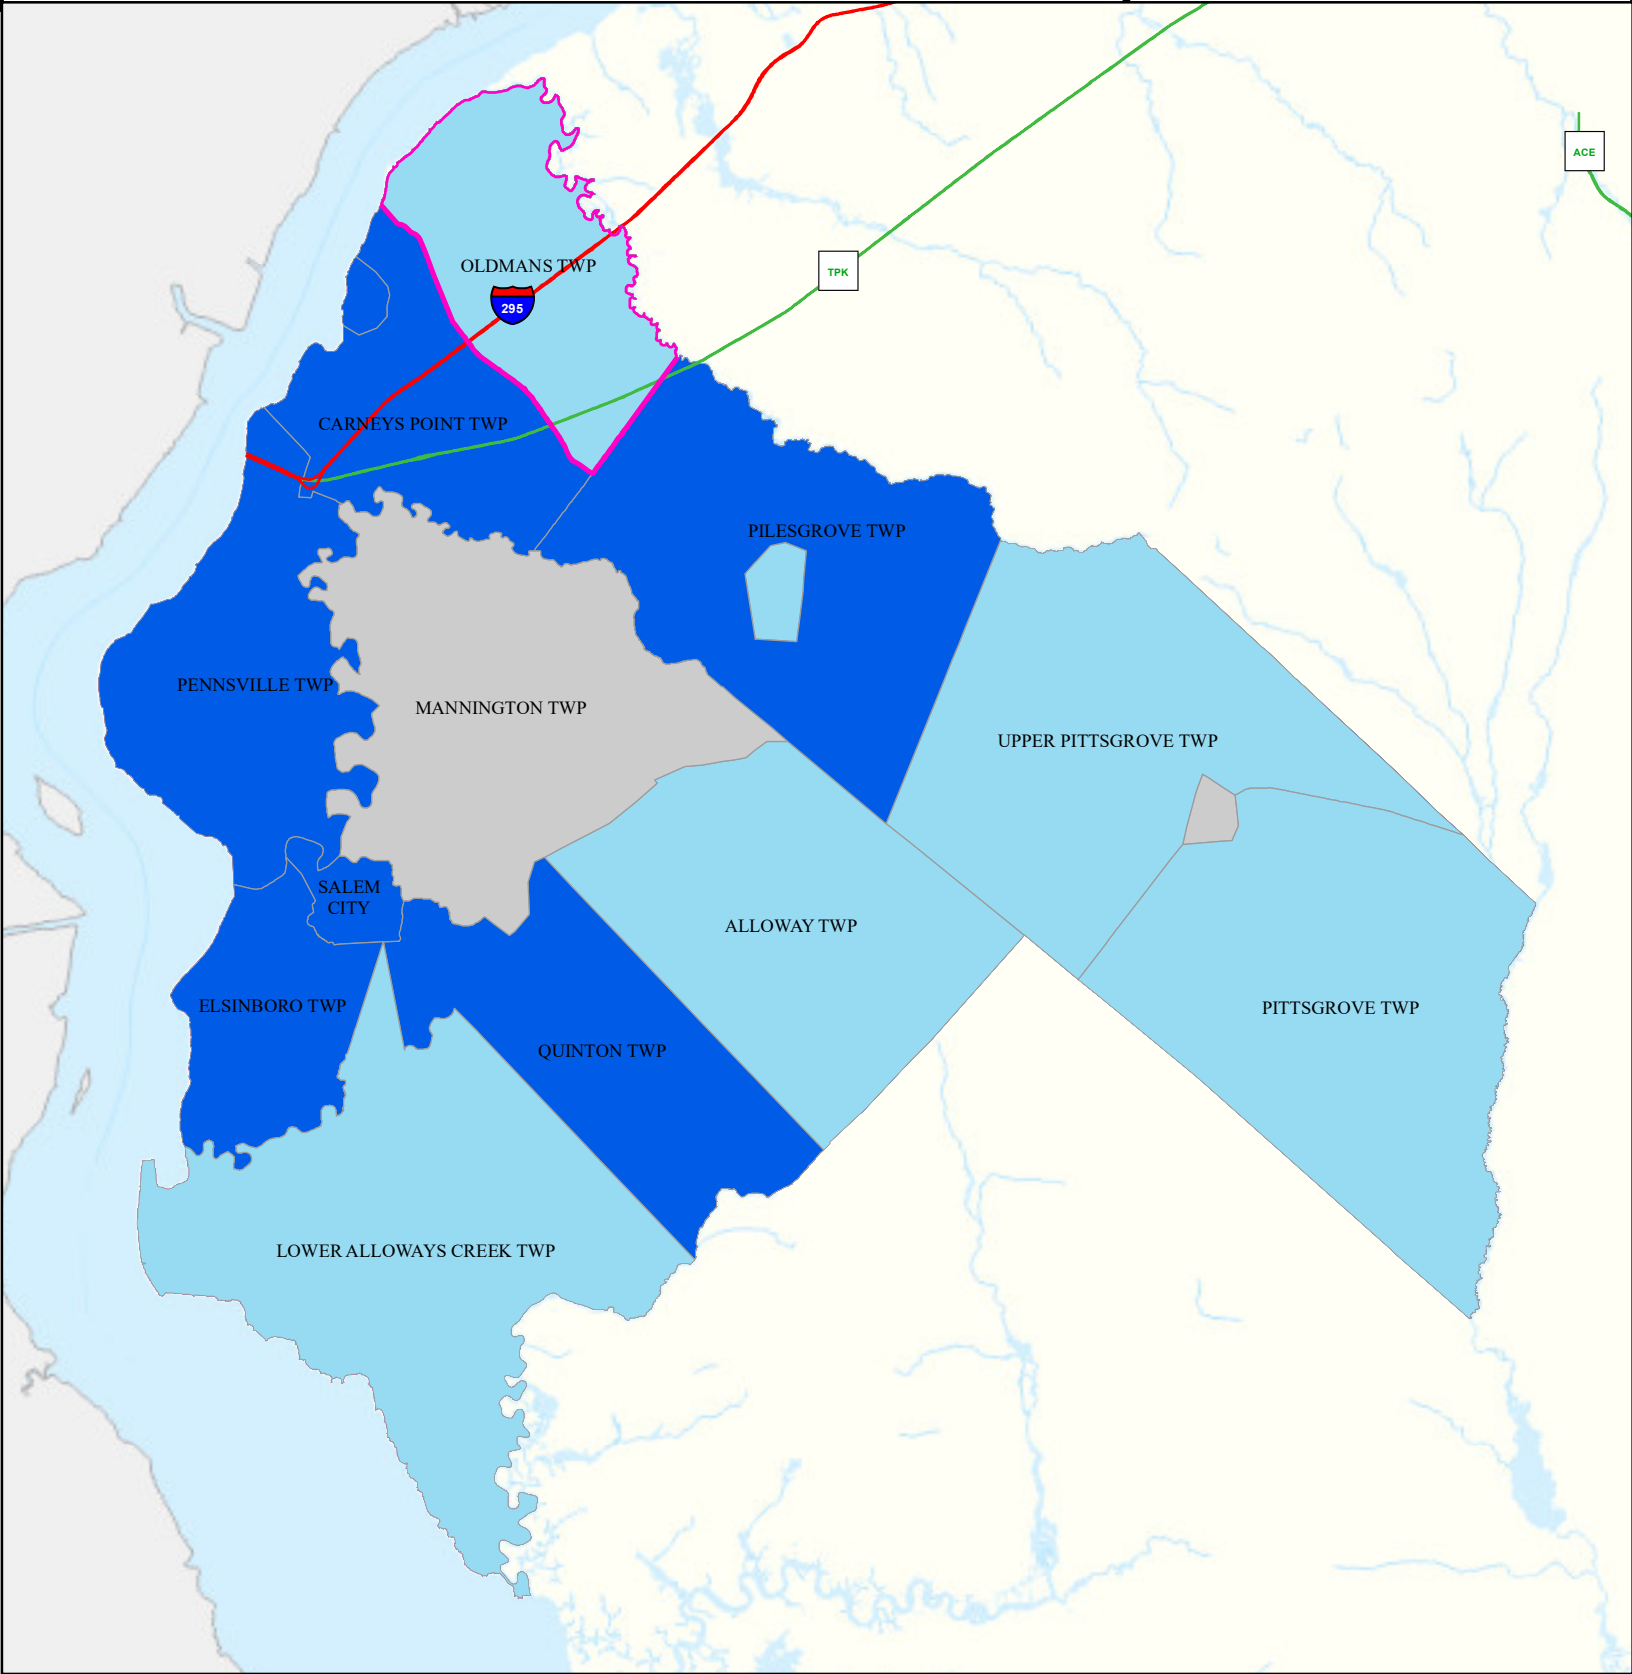 ACE
OLDMANS TWP
TPK
295
CARNEYS POINT TWP
PILESGROVE TWP
PENNSVILLE TWP
MANNINGTON TWP
UPPER PITTSGROVE TWP
SALEM
CITY
ALLOWAY TWP
ELSINBORO TWP
PITTSGROVE TWP
QUINTON TWP
LOWER ALLOWAYS CREEK TWP